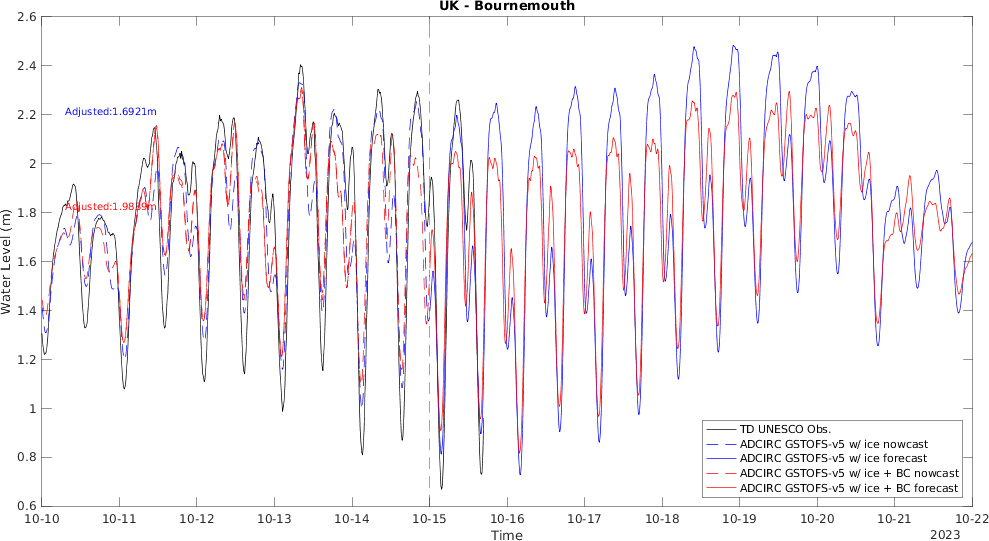 UK - Bournemouth
2.6
2.4
2.2
2
1.8
1.6
1.4
1.2
1
0.8
0.6
Water Level (m)
Adjusted:1.6921m
Adjusted:1.9839m
TD UNESCO Obs.
ADCIRC GSTOFS-v5 w/ ice nowcast
ADCIRC GSTOFS-v5 w/ ice forecast
ADCIRC GSTOFS-v5 w/ ice + BC nowcast
ADCIRC GSTOFS-v5 w/ ice + BC forecast
10-10 10-11 10-12 10-13 10-14 10-15 10-16 10-17 10-18 10-19 10-20 10-21 10-22
Time
2023